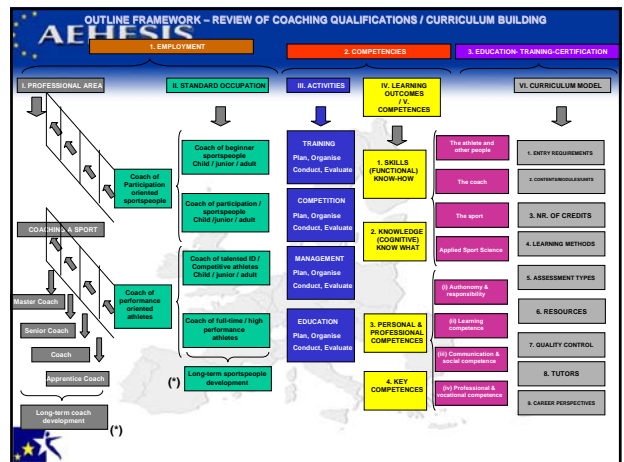 OUTLINE FRAMEWORK – REVIEW OF COACHING QUALIFICATIONS / CURRICULUM BUILDING
AEHESIS
1. EMPLOYMENT
2. COMPETENCIES
3. EDUCATION- TRAINING-CERTIFICATION
I. PROFESSIONAL AREA
II. STANDARD OCCUPATION
III. ACTIVITIES
IV. LEARNING
OUTCOMES
/ V.
COMPETENCES
VI. CURRICULUM MODEL
Coach of
Participation
oriented
sportspeople
COACHING A SPORT
Coach of
performance
oriented
athletes
Master Coach
Senior Coach
Coach
Apprentice Coach
Long-term coach
development
(*)
Coach of beginner
sportspeople
Child / junior / adult
Coach of participation /
sportspeople
Child /junior / adult
Coach of talented ID /
Competitive athletes
Child / junior / adult
Coach of full-time / high
performance
athletes
(*)
Long-term sportspeople
development
TRAINING
Plan, Organise
Conduct, Evaluate
COMPETITION
Plan, Organise
Conduct, Evaluate
MANAGEMENT
Plan, Organise
Conduct, Evaluate
EDUCATION
Plan, Organise
Conduct, Evaluate
1. SKILLS
(FUNCTIONAL)
KNOW-HOW
2. KNOWLEDGE
(COGNITIVE)
KNOW WHAT
3. PERSONAL &
PROFESSIONAL
COMPETENCES
4. KEY
COMPETENCES
The athlete and
other people
The coach
The sport
Applied Sport Science
(i) Authonomy &
responsibility
(ii) Learning
competence
(iii) Communication &
social competence
(iv) Professional &
vocational competence
1. ENTRY REQUIREMENTS
2. CONTENTS/MODULES/UNITS
3. NR. OF CREDITS
4. LEARNING METHODS
5. ASSESSMENT TYPES
6. RESOURCES
7. QUALITY CONTROL
8. TUTORS
9. CAREER PERSPECTIVES